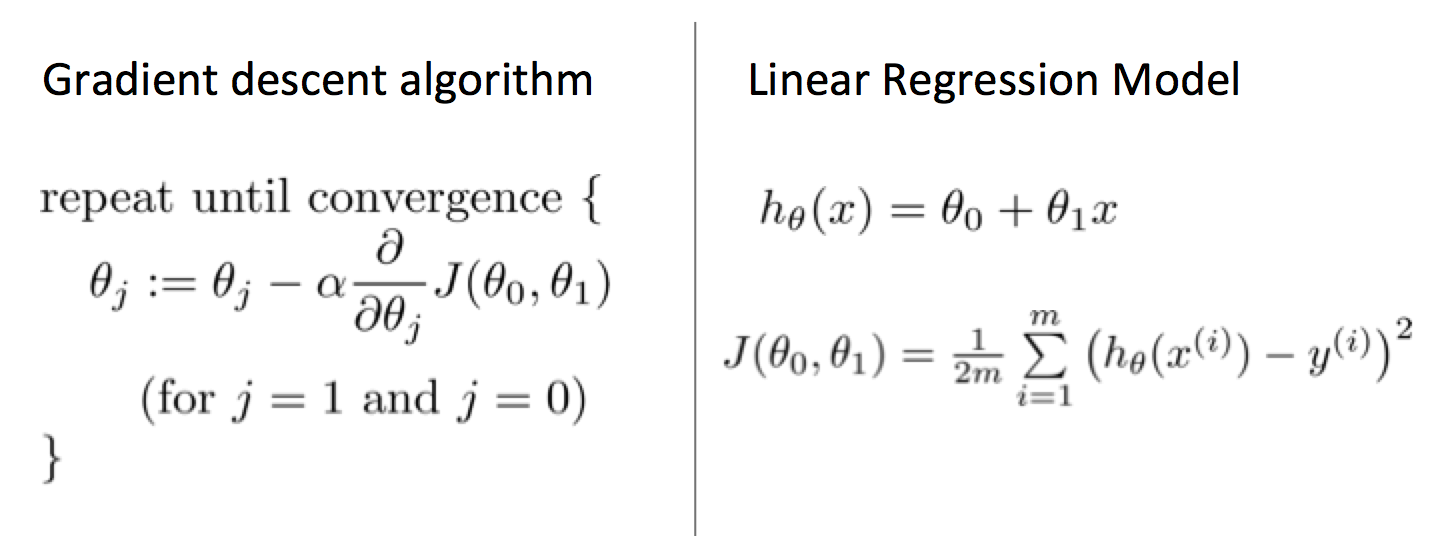 Gradient descent algorithm
repeat until convergence {
θ_j := θ_j − α ∂/∂θ_j J(θ_0, θ_1)
(for j = 1 and j = 0)
}
Linear Regression Model
h_θ(x) = θ_0 + θ_1x
J(θ_0, θ_1) = 1/2m ∑_{i=1}^{m} (h_θ(x^{(i)}) − y^{(i)})^2